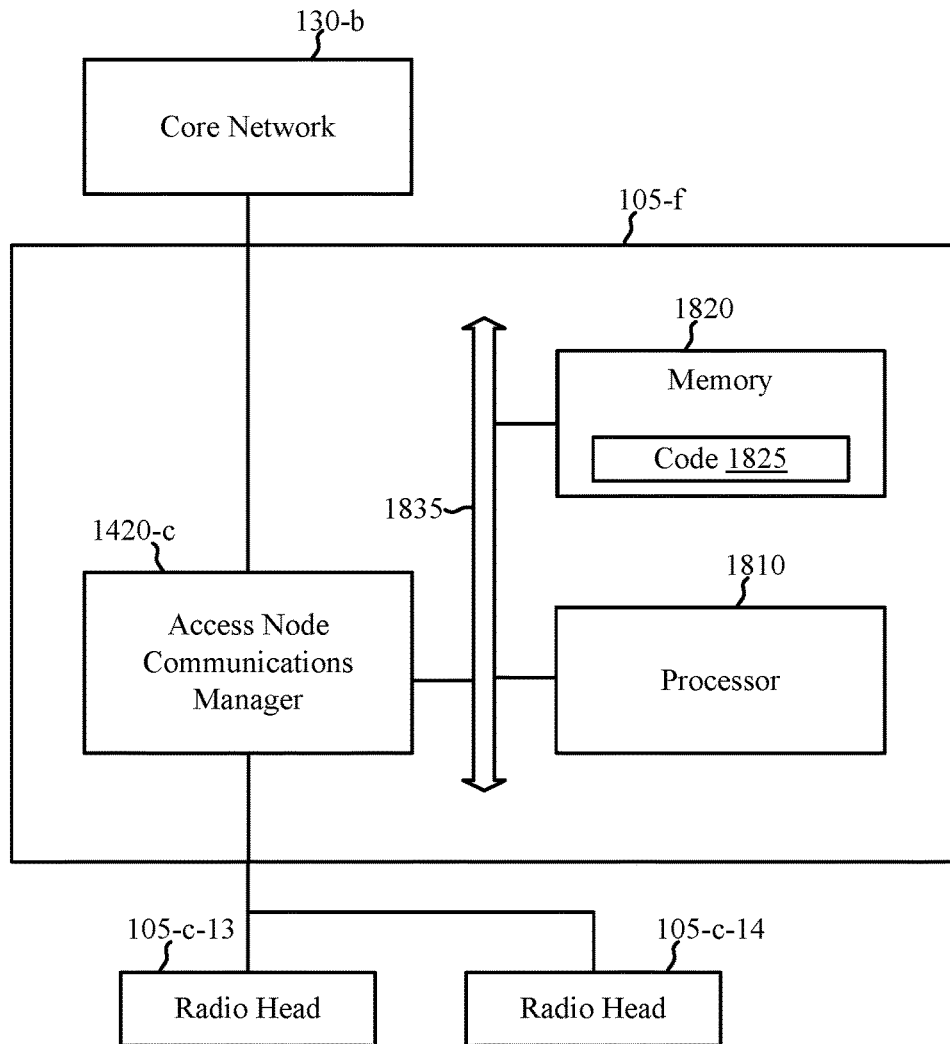 130-b
Core Network
105-f
1820
Memory
Code 1825
1835
1420-c
Access Node
Communications
Manager
1810
Processor
105-c-13
Radio Head
105-c-14
Radio Head